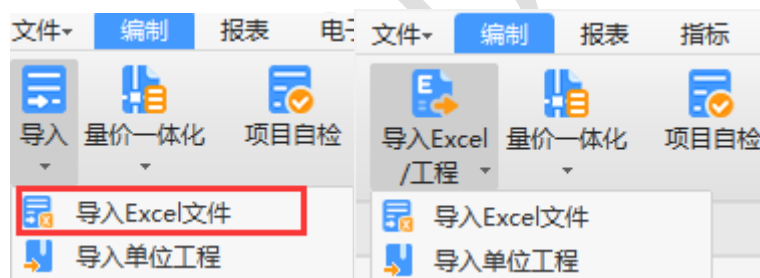 文件 编制 报表 电子
导入 量价一体化 项目自检
导入Excel文件
导入单位工程
文件 编制 报表 指标
导入Excel 量价一体化 项目自检
/工程
导入Excel文件
导入单位工程